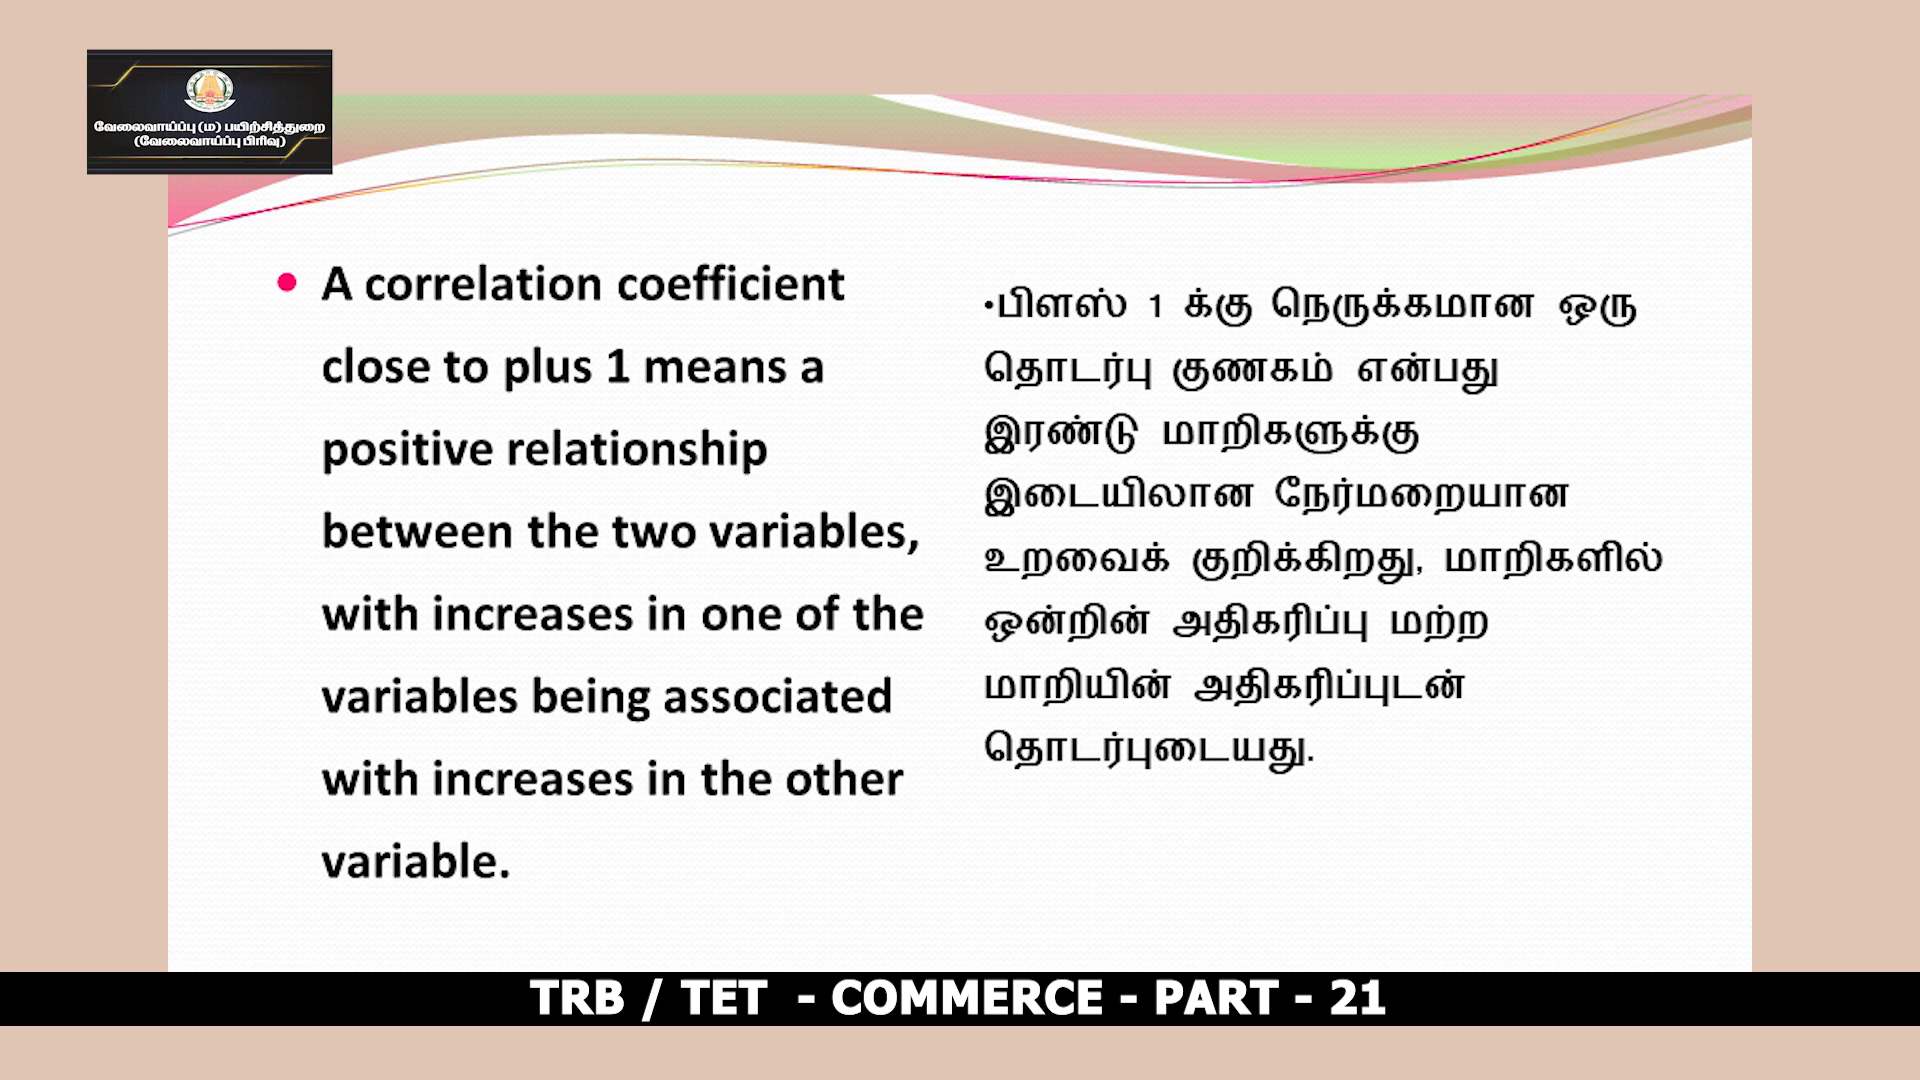 வேலைவாய்ப்பு (ம) பயிற்சித்துறை
(வேலைவாய்ப்பு பிரிவு)
• A correlation coefficient
close to plus 1 means a
positive relationship
between the two variables,
with increases in one of the
variables being associated
with increases in the other
variable.
•பிளஸ் 1 க்கு நெருக்கமான ஒரு
தொடர்பு குணகம் என்பது
இரண்டு மாறிகளுக்கு
இடையிலான நேர்மறையான
உறவைக் குறிக்கிறது, மாறிகளில்
ஒன்றின் அதிகரிப்பு மற்ற
மாறியின் அதிகரிப்புடன்
தொடர்புடையது.
TRB / TET - COMMERCE - PART - 21